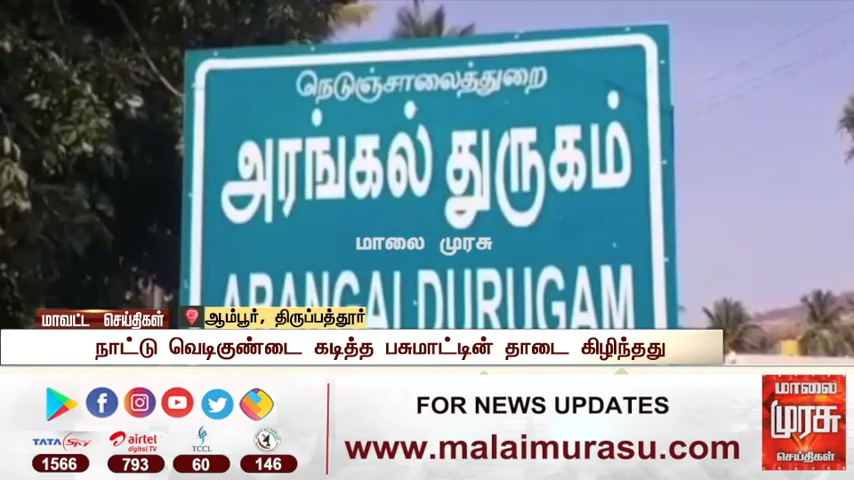 நெடுஞ்சாலைத்துறை
அரங்கல் துருகம்
மாலை முரசு
ARANGALDURUGAM
மாவட்ட செய்திகள்
ஆம்பூர், திருப்பத்தூர்
நாட்டு வெடிகுண்டை கடித்த பசுமாட்டின் தாடை கிழிந்தது
FOR NEWS UPDATES
www.malaimurasu.com
TATA sky airtel digital TV TCCL
1566 793 60 146
மாலை
முரசு
செய்திகள்